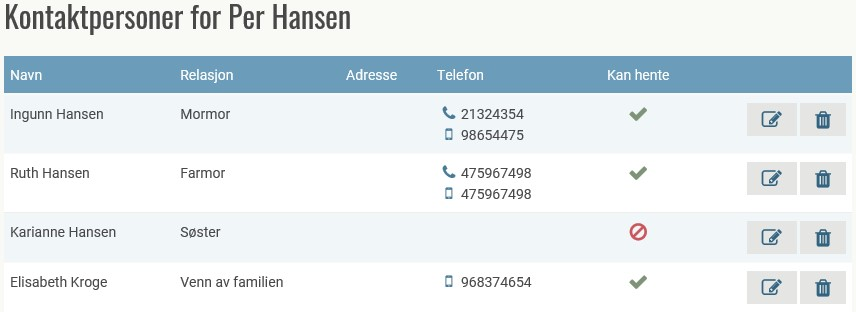 Kontaktpersoner for Per Hansen
Navn Relasjon Adresse Telefon Kan hente
Ingunn Hansen Mormor 21324354
98654475
Ruth Hansen Farmor 475967498
475967498
Karianne Hansen Søster
Elisabeth Kroge Venn av familien 968374654